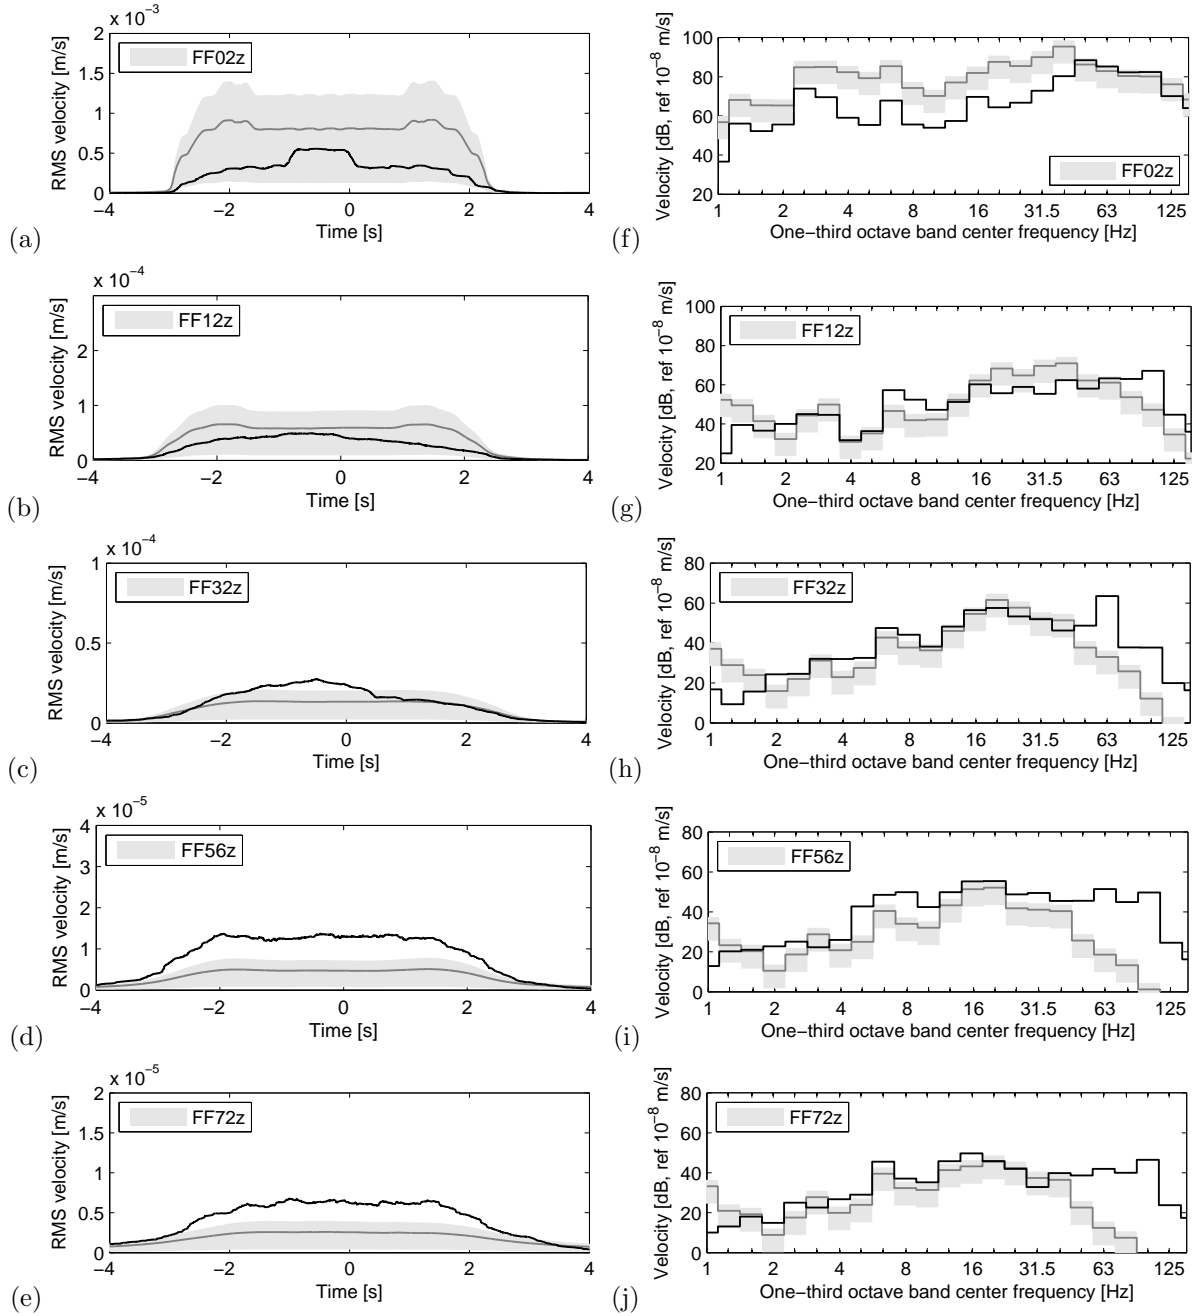 x 10−3
2
1.5
1
0.5
0
RMS velocity [m/s]
FF02z
−4 −2 0 2 4
Time [s]
(a)
100
80
60
40
20
Velocity [dB, ref 10−8 m/s]
FF02z
1 2 4 8 16 31.5 63 125
One−third octave band center frequency [Hz]
(f)
x 10−4
2
1
0
RMS velocity [m/s]
FF12z
−4 −2 0 2 4
Time [s]
(b)
100
80
60
40
20
Velocity [dB, ref 10−8 m/s]
FF12z
1 2 4 8 16 31.5 63 125
One−third octave band center frequency [Hz]
(g)
x 10−4
1
0.5
0
RMS velocity [m/s]
FF32z
−4 −2 0 2 4
Time [s]
(c)
80
60
40
20
0
Velocity [dB, ref 10−8 m/s]
FF32z
1 2 4 8 16 31.5 63 125
One−third octave band center frequency [Hz]
(h)
x 10−5
4
3
2
1
0
RMS velocity [m/s]
FF56z
−4 −2 0 2 4
Time [s]
(d)
80
60
40
20
0
Velocity [dB, ref 10−8 m/s]
FF56z
1 2 4 8 16 31.5 63 125
One−third octave band center frequency [Hz]
(i)
x 10−5
2
1.5
1
0.5
0
RMS velocity [m/s]
FF72z
−4 −2 0 2 4
Time [s]
(e)
80
60
40
20
0
Velocity [dB, ref 10−8 m/s]
FF72z
1 2 4 8 16 31.5 63 125
One−third octave band center frequency [Hz]
(j)